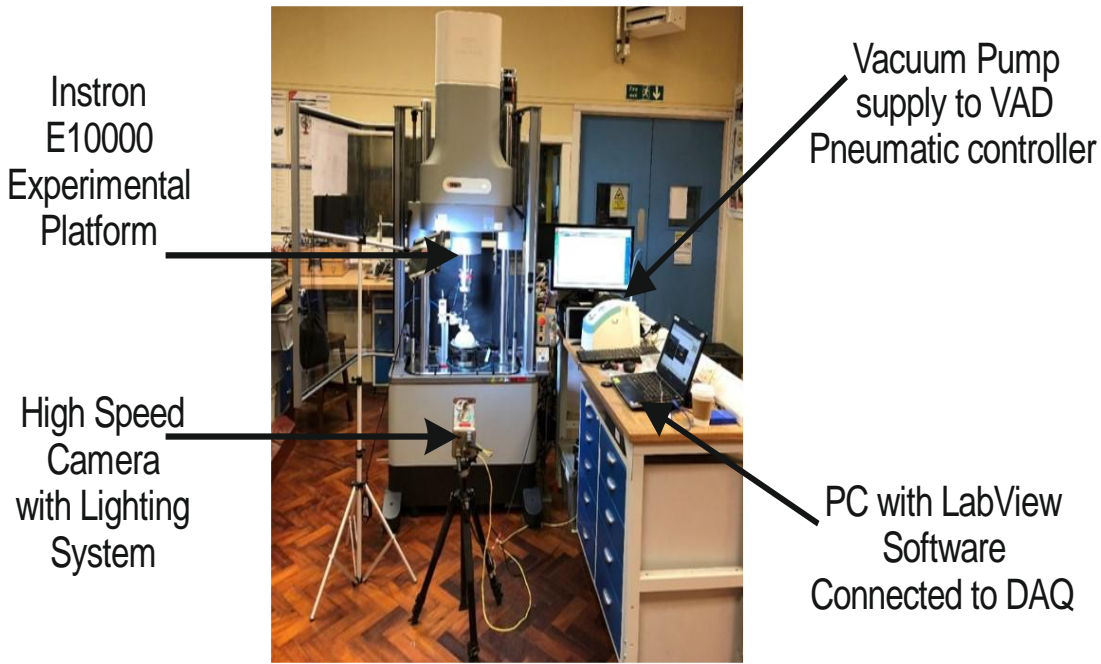 Instron
E10000
Experimental
Platform
High Speed
Camera
with Lighting
System
Vacuum Pump
supply to VAD
Pneumatic controller
PC with LabView
Software
Connected to DAQ